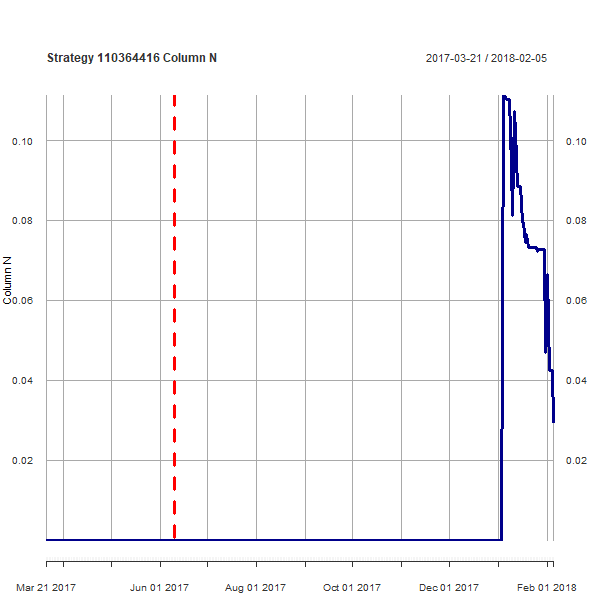 Strategy 110364416 Column N
2017-03-21 / 2018-02-05
0.10
0.10
0.08
0.08
Column N
0.06
0.06
0.04
0.04
0.02
0.02
Mar 21 2017
Jun 01 2017
Aug 01 2017
Oct 01 2017
Dec 01 2017
Feb 01 2018